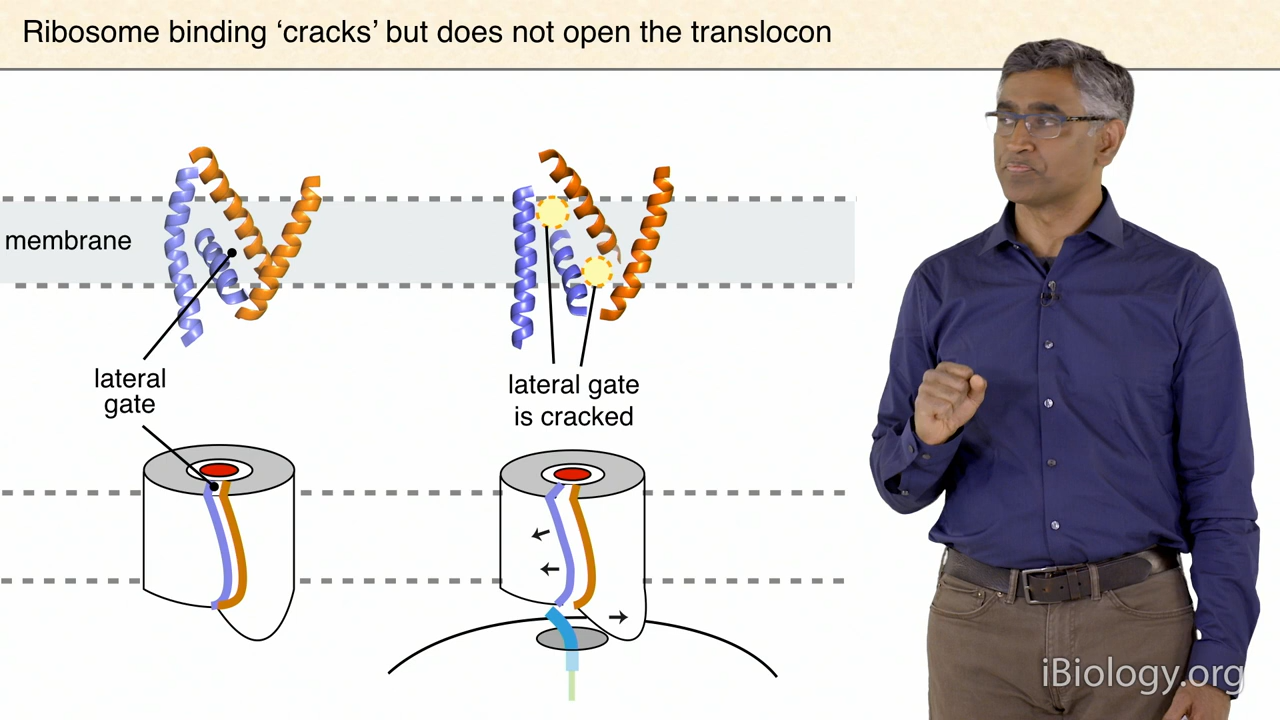 Ribosome binding ‘cracks’ but does not open the translocon
membrane
lateral
gate
lateral gate
is cracked
iBiology.org